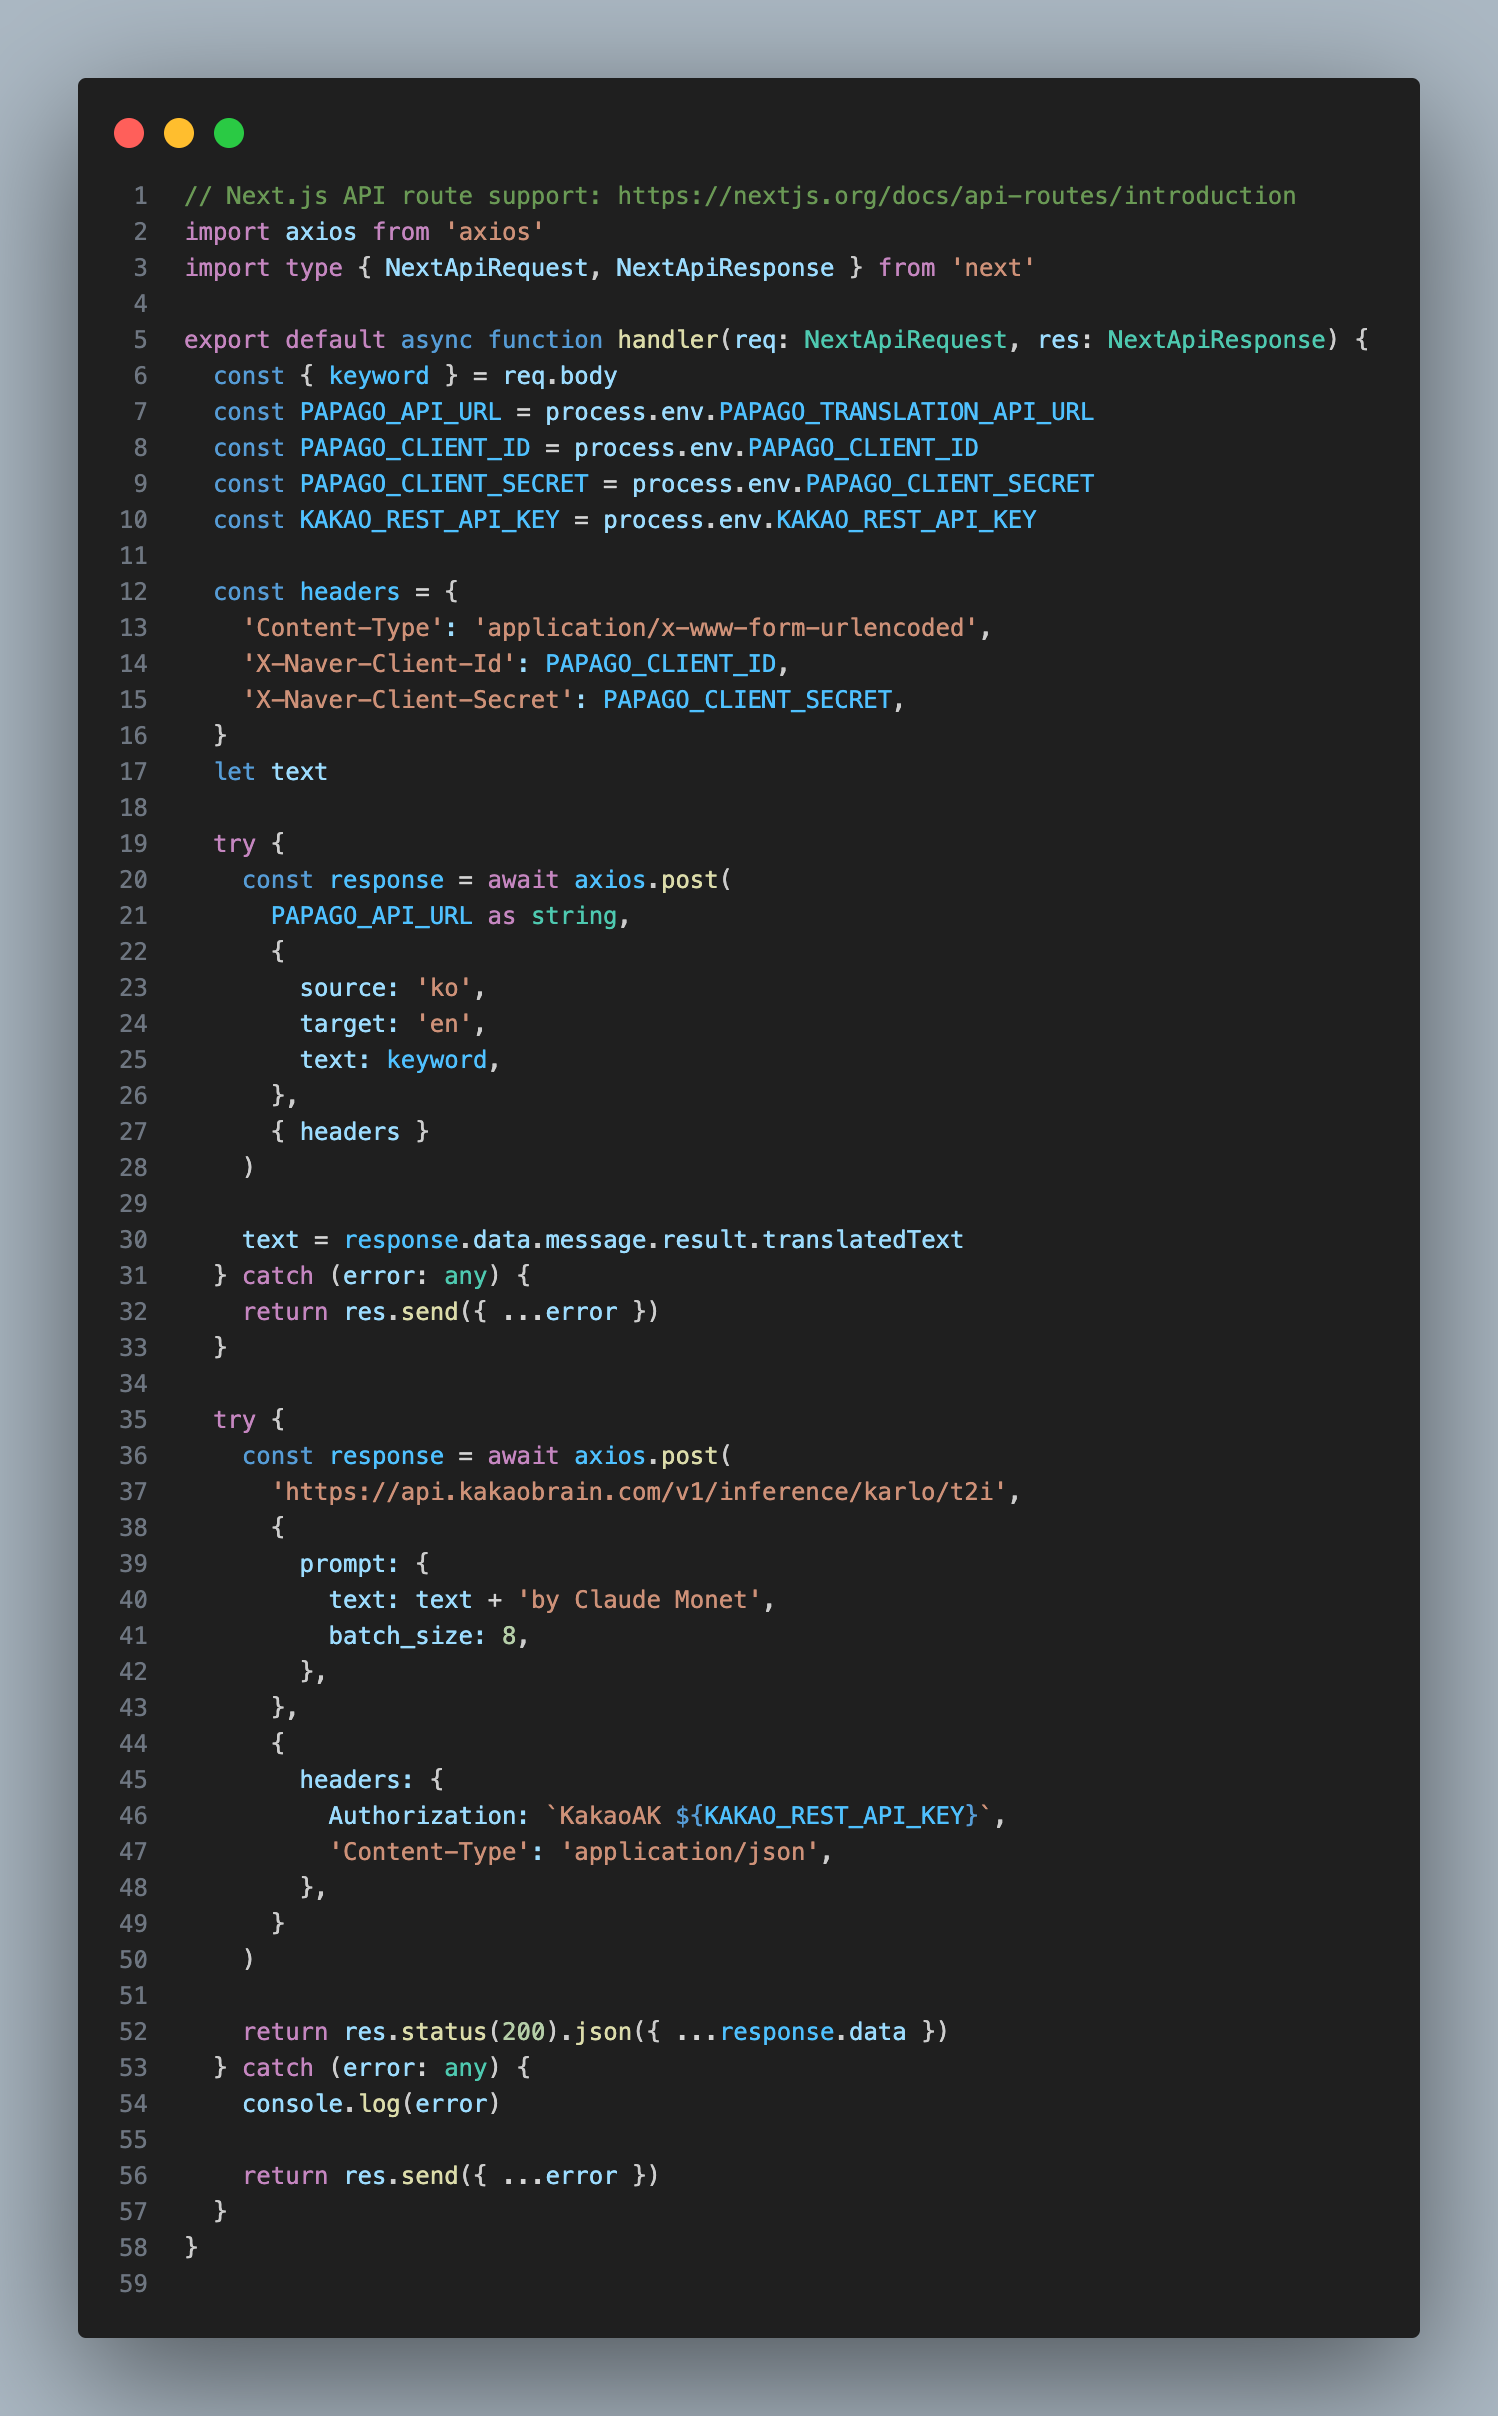 1 // Next.js API route support: https://nextjs.org/docs/api-routes/introduction
2 import axios from 'axios'
3 import type { NextApiRequest, NextApiResponse } from 'next'
4
5 export default async function handler(req: NextApiRequest, res: NextApiResponse) {
6   const { keyword } = req.body
7   const PAPAGO_API_URL = process.env.PAPAGO_TRANSLATION_API_URL
8   const PAPAGO_CLIENT_ID = process.env.PAPAGO_CLIENT_ID
9   const PAPAGO_CLIENT_SECRET = process.env.PAPAGO_CLIENT_SECRET
10   const KAKAO_REST_API_KEY = process.env.KAKAO_REST_API_KEY
11
12   const headers = {
13     'Content-Type': 'application/x-www-form-urlencoded',
14     'X-Naver-Client-Id': PAPAGO_CLIENT_ID,
15     'X-Naver-Client-Secret': PAPAGO_CLIENT_SECRET,
16   }
17   let text
18
19   try {
20     const response = await axios.post(
21       PAPAGO_API_URL as string,
22       {
23         source: 'ko',
24         target: 'en',
25         text: keyword,
26       },
27       { headers }
28     )
29
30     text = response.data.message.result.translatedText
31   } catch (error: any) {
32     return res.send({ ...error })
33   }
34
35   try {
36     const response = await axios.post(
37       'https://api.kakaobrain.com/v1/inference/karlo/t2i',
38       {
39         prompt: {
40           text: text + 'by Claude Monet',
41           batch_size: 8,
42         },
43       },
44       {
45         headers: {
46           Authorization: `KakaoAK ${KAKAO_REST_API_KEY}`,
47           'Content-Type': 'application/json',
48         },
49       }
50     )
51
52     return res.status(200).json({ ...response.data })
53   } catch (error: any) {
54     console.log(error)
55
56     return res.send({ ...error })
57   }
58 }
59